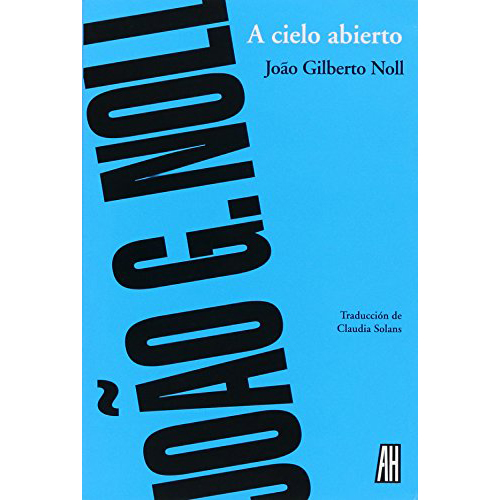 A cielo abierto
João Gilberto Noll
JOÃO G. NOLL
Traducción de
Claudia Solans
AH